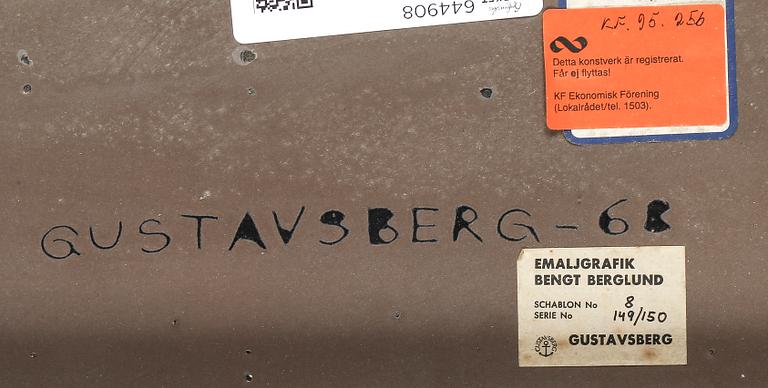 644908
KF. 95. 256
Detta konstverk är registrerat.
Får ej flyttas!
KF Ekonomisk Förening
(Lokalrådet/tel. 1503).
GUSTAVSBERG-68
EMALJGRAFIK
BENGT BERGLUND
SCHABLON No 8
SERIE No 149/150
GUSTAVSBERG
GUSTAVSBERG